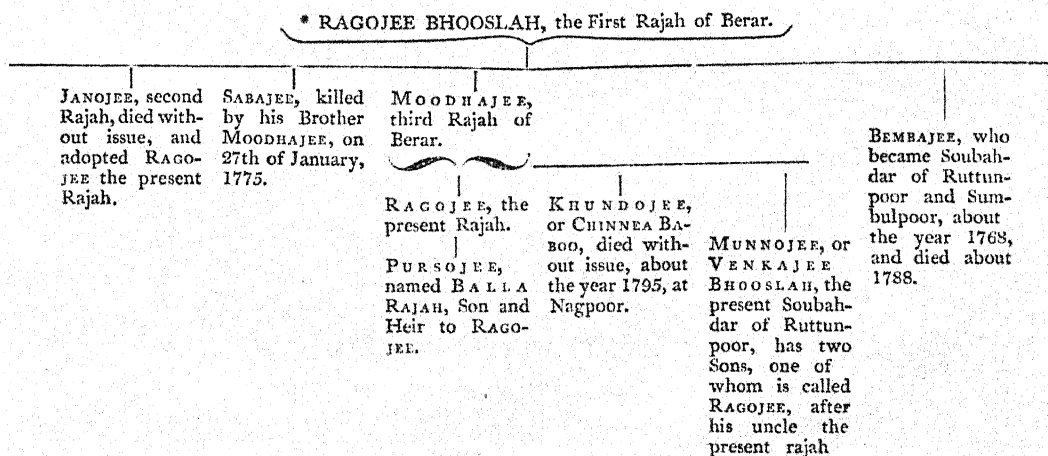 * RAGOJEE BHOOSLAH, the First Rajah of Berar.
JANOJEE, second
Rajah, died with-
out issue, and
adopted RAGO-
JEE the present
Rajah.
SABAJEE, killed
by his Brother
MOODHAJEE, on
27th of January,
1775.
MOODHAJEE,
third Rajah of
Berar.
RAGOJEE, the
present Rajah.
PURSOJEE,
named BALLA
RAJAH, Son and
Heir to RAGO-
JEE.
KHUNDOJEE,
or CHINNEA BA-
BOO, died with-
out issue, about
the year 1795, at
Nagpoor.
MUNNOJEE, or
VENKAJEE
BHOOSLAH, the
present Soubah-
dar of Ruttun-
poor, has two
Sons, one of
whom is called
RAGOJEE, after
his uncle the
present rajah
BEMBAJEE, who
became Soubah-
dar of Ruttun-
poor and Sum-
bulpoor, about
the year 1768,
and died about
1788.